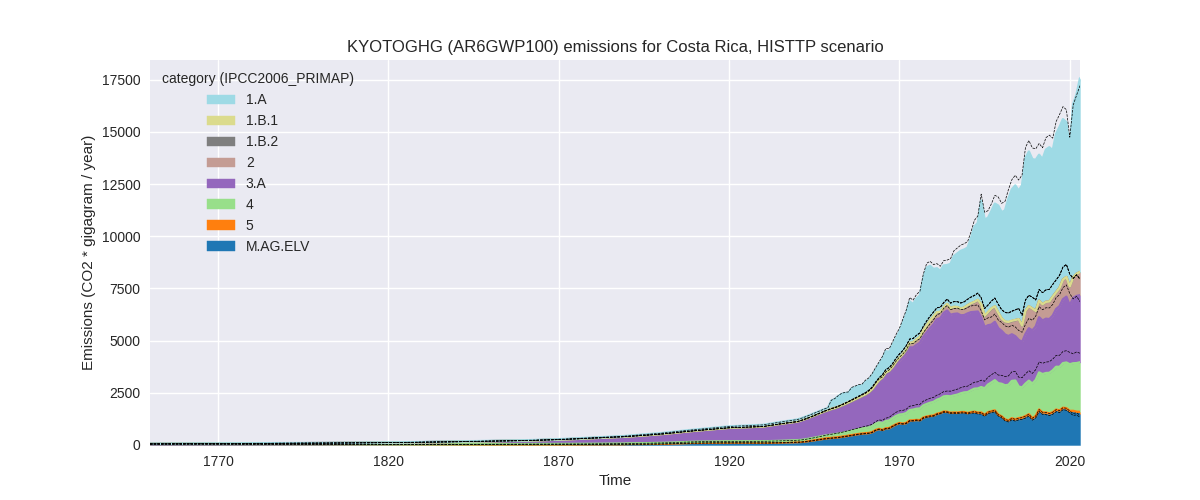 KYOTOGHG (AR6GWP100) emissions for Costa Rica, HISTTP scenario
Emissions (CO2 * gigagram / year)
17500
15000
12500
10000
7500
5000
2500
0
category (IPCC2006_PRIMAP)
1.A
1.B.1
1.B.2
2
3.A
4
5
M.AG.ELV
1770
1820
1870
1920
1970
2020
Time